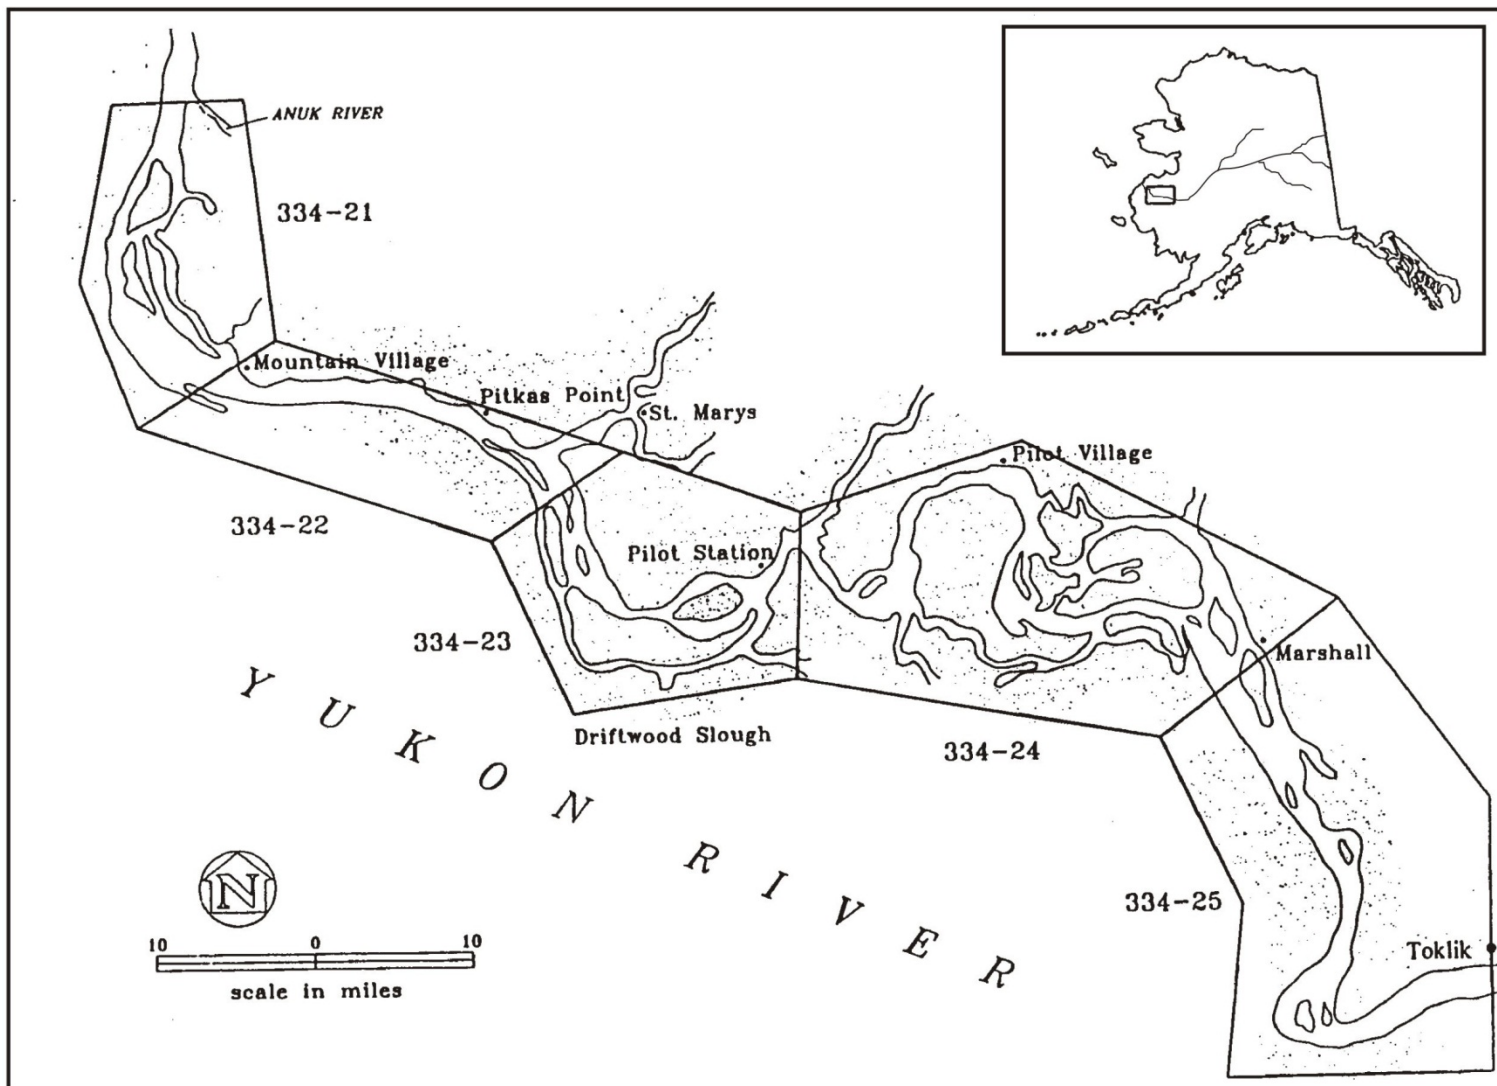 ANUK RIVER
334-21
Mountain Village
Pitkas Point
St. Marys
Pilot Village
334-22
Pilot Station
334-23
Marshall
Driftwood Slough
334-24
YUKON RIVER
334-25
N
Toklik
10 0 10
scale in miles